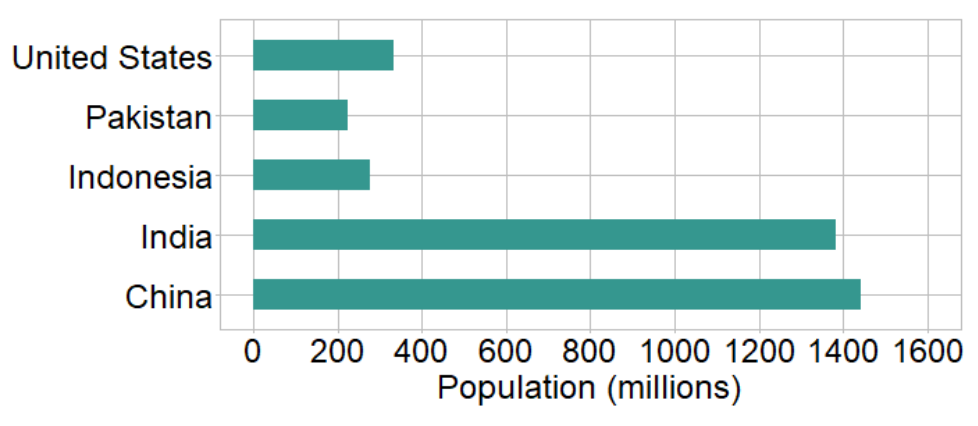 United States
Pakistan
Indonesia
India
China
0 200 400 600 800 1000 1200 1400 1600
Population (millions)